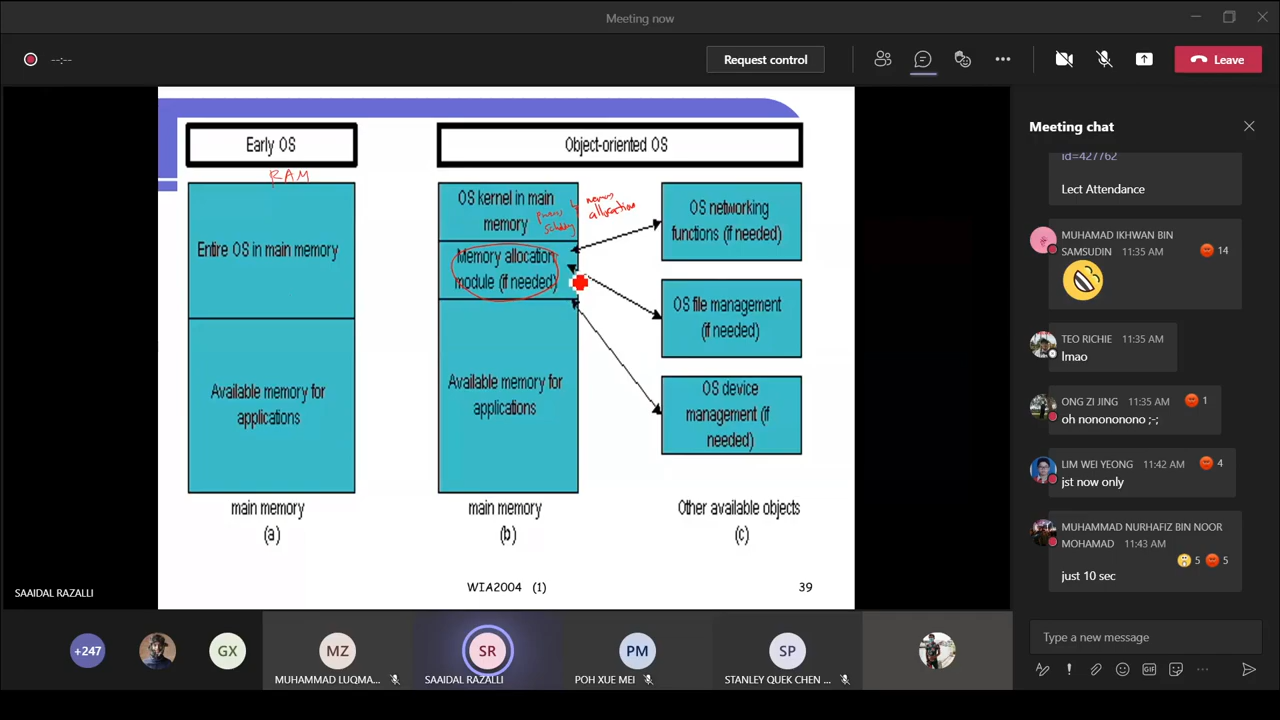 Meeting now
--:--
Request control
Leave
Early OS
Object-oriented OS
RAM
Entire OS in main memory
Available memory for
applications
main memory
(a)
OS kernel in main
memory
process
memory
allocation
Memory allocation
module (if needed)
Available memory for
applications
main memory
(b)
OS networking
functions (if needed)
OS file management
(if needed)
OS device
management (if
needed)
Other available objects
(c)
WIA2004 (1)
39
SAAIDAL RAZALLI
Meeting chat
id=427762
Lect Attendance
MUHAMAD IKHWAN BIN
SAMSUDIN 11:35 AM
14
TEO RICHIE 11:35 AM
lmao
ONG ZI JING 11:35 AM 1
oh nonononono ;-;
LIM WEI YEONG 11:42 AM 4
jst now only
MUHAMMAD NURHAFIZ BIN NOOR
MOHAMAD 11:43 AM
5 5
just 10 sec
Type a new message
+247
GX
MZ
MUHAMMAD LUQMA...
SR
SAAIDAL RAZALLI
PM
POH XUE MEI
SP
STANLEY QUEK CHEN ...